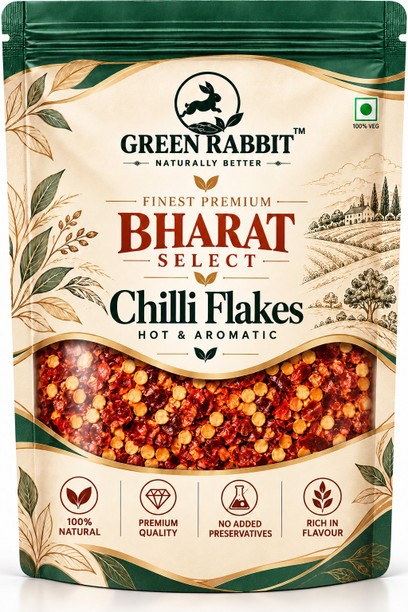 GREEN RABBIT™
NATURALLY BETTER
100% VEG
FINEST PREMIUM
BHARAT
SELECT
Chilli Flakes
HOT & AROMATIC
100%
NATURAL
PREMIUM
QUALITY
NO ADDED
PRESERVATIVES
RICH IN
FLAVOUR